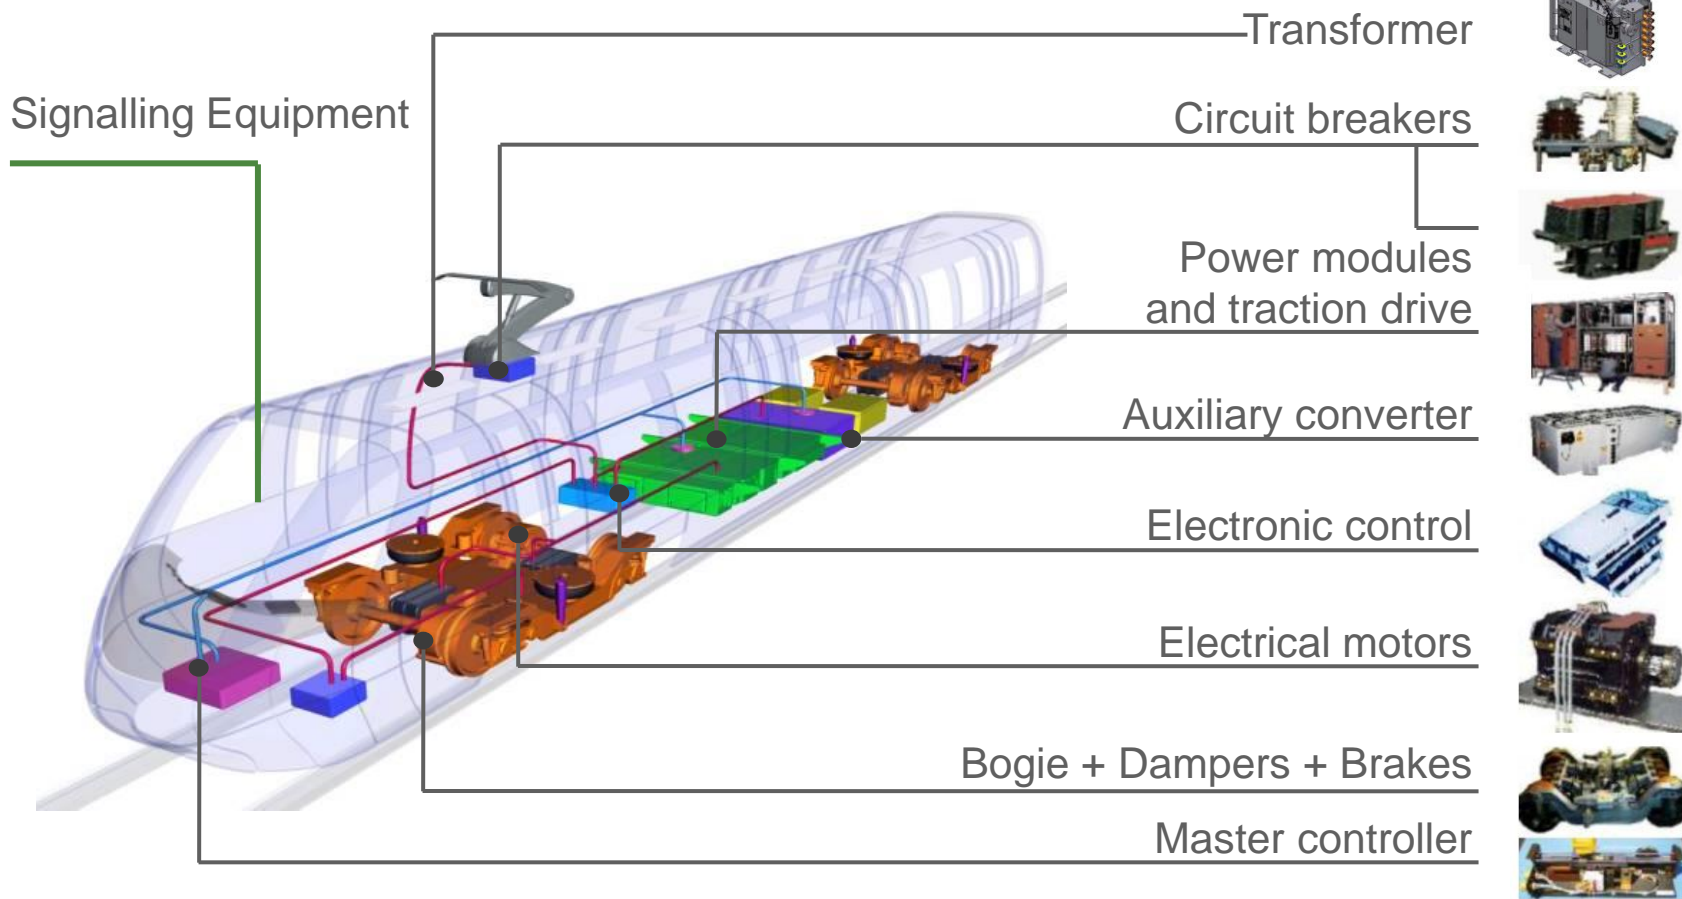 Transformer
Signalling Equipment
Circuit breakers
Power modules
and traction drive
Auxiliary converter
Electronic control
Electrical motors
Bogie + Dampers + Brakes
Master controller